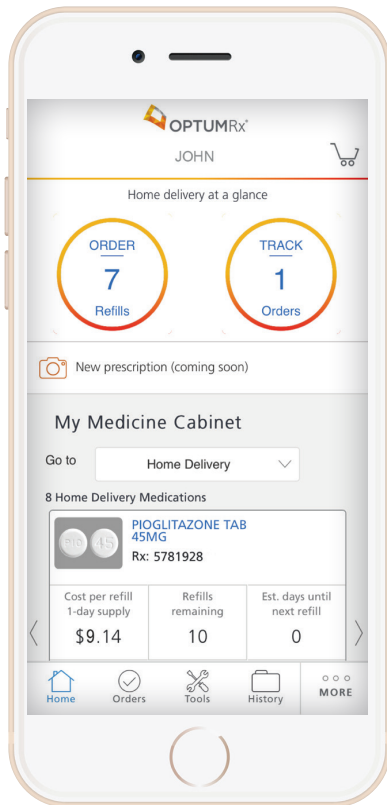 OPTUMRx®
JOHN
Home delivery at a glance
ORDER
7
Refills
TRACK
1
Orders
New prescription (coming soon)
My Medicine Cabinet
Go to
Home Delivery
8 Home Delivery Medications
PIO
45
PIOGLITAZONE TAB
45MG
Rx: 5781928
Cost per refill
1-day supply
$9.14
Refills
remaining
10
Est. days until
next refill
0
Home
Orders
Tools
History
MORE